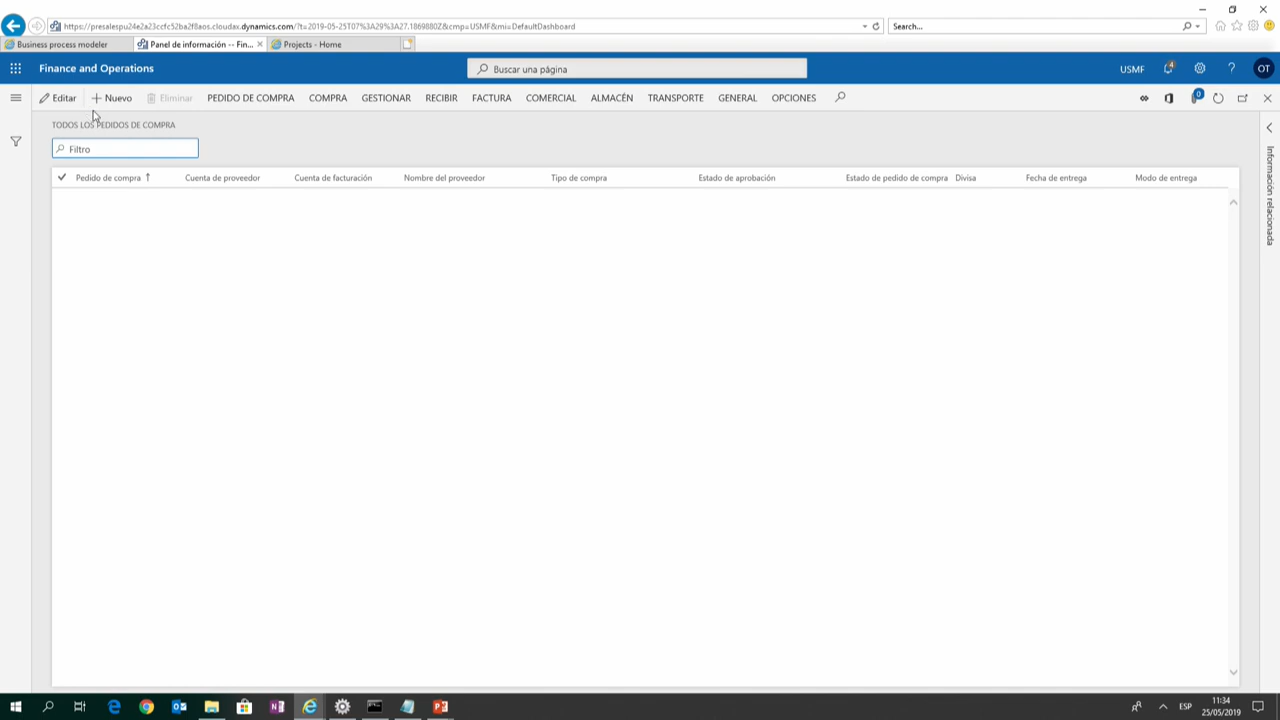 https://presalespu24e2a23ccfc52ba2f8aos.cloudax.dynamics.com/?t=2019-05-25T07%3A29%3A27.1869880Z&cmp=USMF&mi=DefaultDashboard
Search...
Business process modeler
Panel de información -- Fin...
Projects - Home
Finance and Operations
Buscar una página
USMF
4
OT
Editar
Nuevo
Eliminar
PEDIDO DE COMPRA
COMPRA
GESTIONAR
RECIBIR
FACTURA
COMERCIAL
ALMACÉN
TRANSPORTE
GENERAL
OPCIONES
0
TODOS LOS PEDIDOS DE COMPRA
Filtro
Información relacionada
Pedido de compra
Cuenta de proveedor
Cuenta de facturación
Nombre del proveedor
Tipo de compra
Estado de aprobación
Estado de pedido de compra
Divisa
Fecha de entrega
Modo de entrega
ESP
11:34
25/05/2019